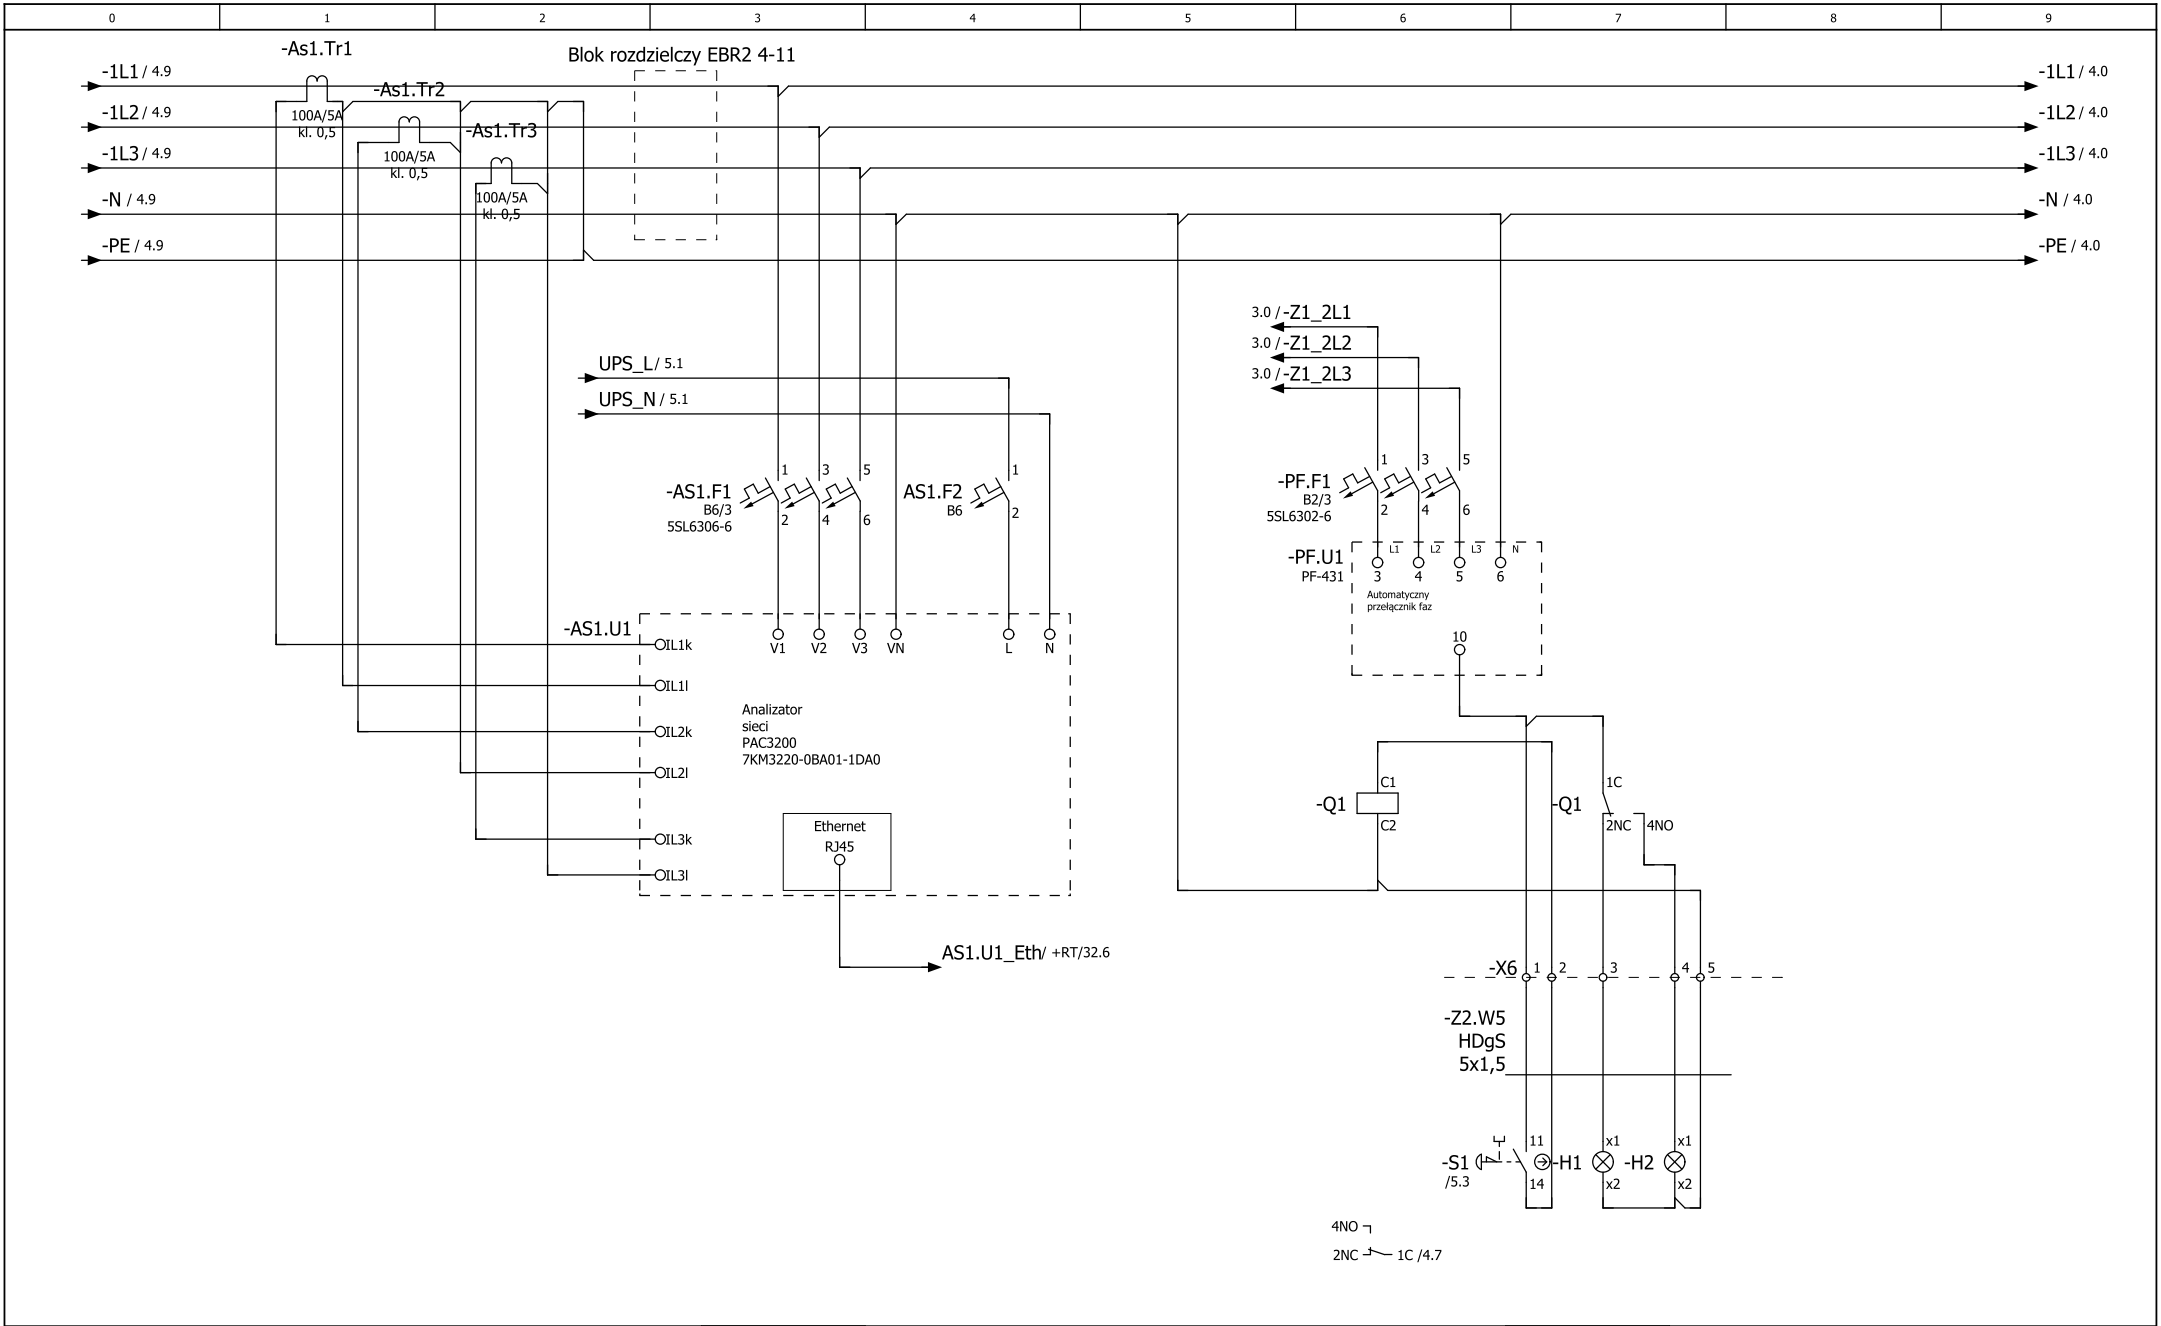 0 1 2 3 4 5 6 7 8 9
-As1.Tr1
Blok rozdzielczy EBR2 4-11
-1L1 / 4.9
-1L1 / 4.0
-As1.Tr2
100A/5A
kl. 0,5
-1L2 / 4.9
-1L2 / 4.0
-As1.Tr3
100A/5A
kl. 0,5
-1L3 / 4.9
-1L3 / 4.0
100A/5A
kl. 0,5
-N / 4.9
-N / 4.0
-PE / 4.9
-PE / 4.0
3.0 / -Z1_2L1
3.0 / -Z1_2L2
3.0 / -Z1_2L3
UPS_L / 5.1
UPS_N / 5.1
-AS1.F1
B6/3
5SL6306-6
1 3 5
2 4 6
AS1.F2
B6
1
2
-PF.F1
B2/3
5SL6302-6
1 3 5
2 4 6
-PF.U1
PF-431
L1 L2 L3 N
3 4 5 6
Automatyczny
przełącznik faz
10
-AS1.U1
V1 V2 V3 VN L N
IL1k
IL1l
IL2k
IL2l
IL3k
IL3l
Analizator
sieci
PAC3200
7KM3220-0BA01-1DA0
Ethernet
RJ45
AS1.U1_Eth / +RT/32.6
-Q1
C1
C2
-Q1
1C
2NC 4NO
-X6 1 2 3 4 5
-Z2.W5
HDgS
5x1,5
-S1
/5.3
11
14
-H1
x1
x2
-H2
x1
x2
4NO
2NC 1C /4.7